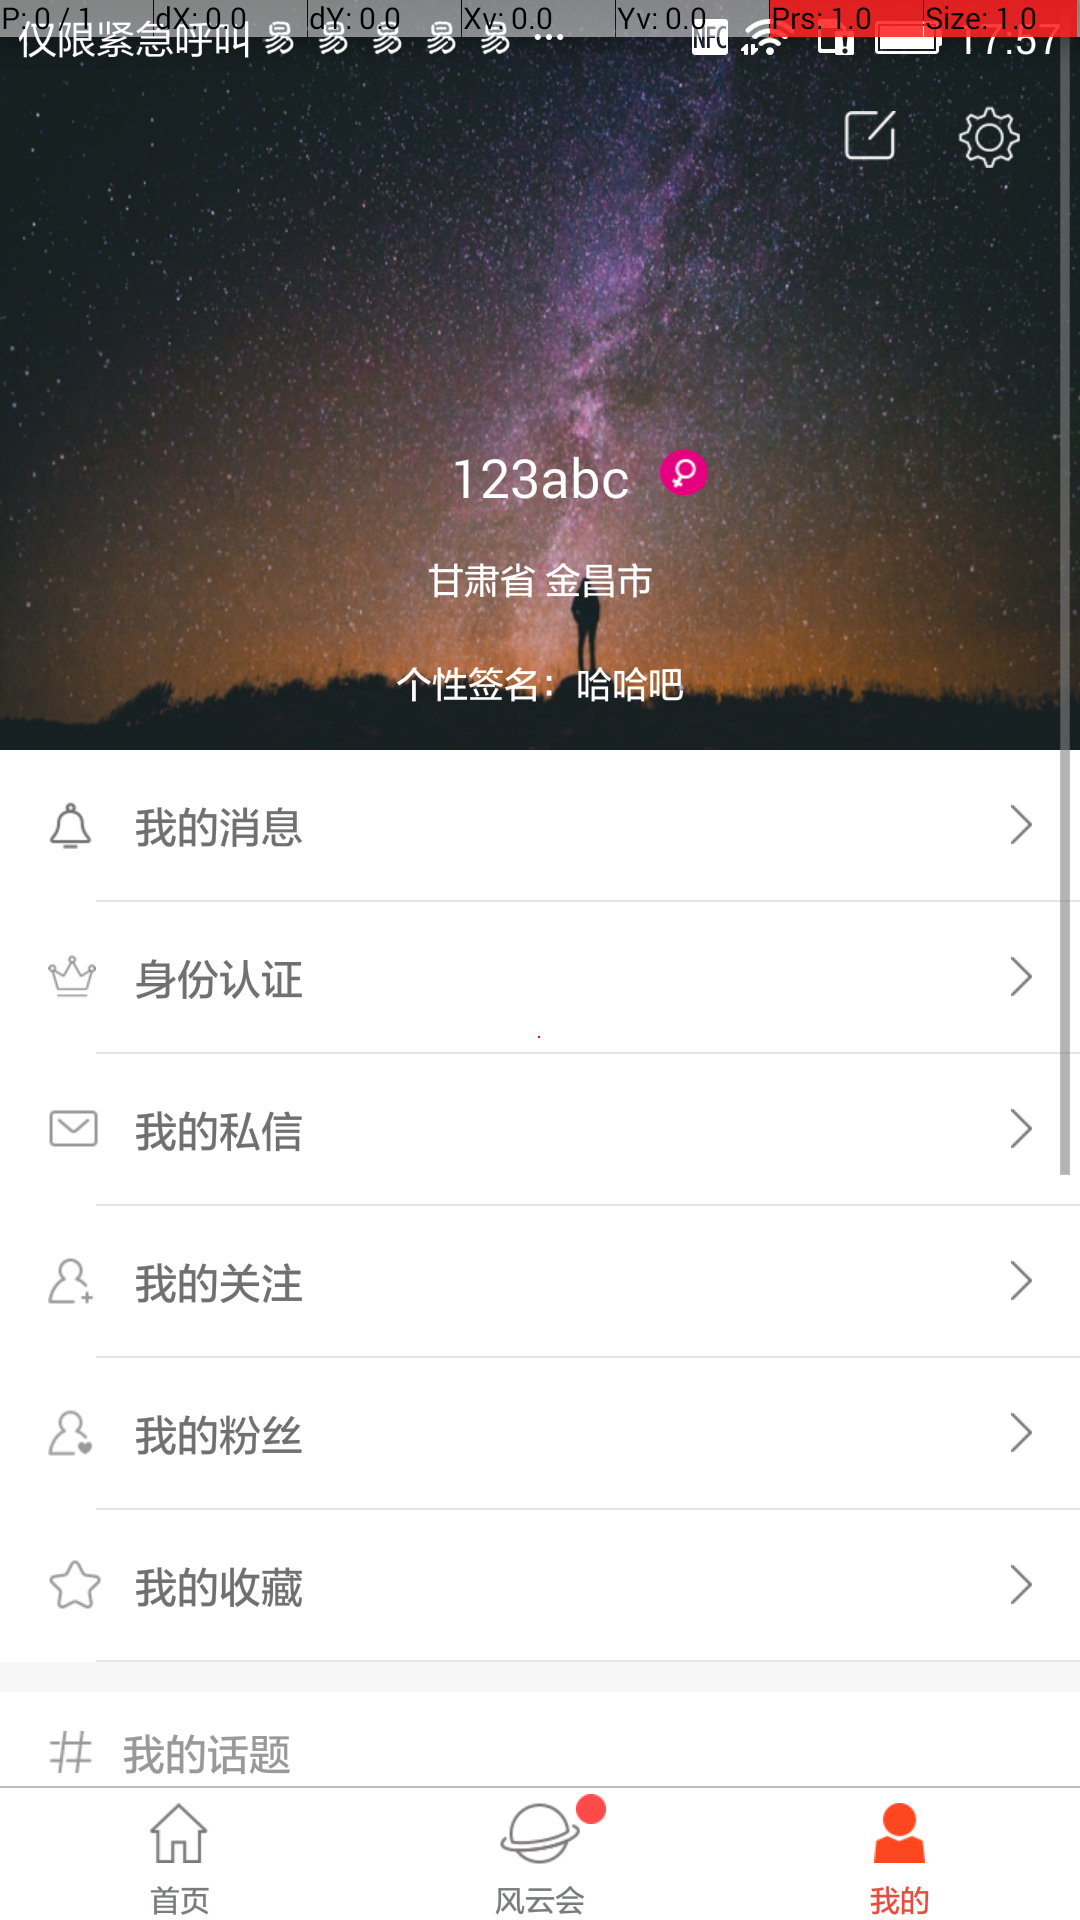 P: 0 / 1 dX: 0.0 dY: 0.0 Xv: 0.0 Yv: 0.0 Prs: 1.0 Size: 1.0
仅限紧急呼叫 易 易 易 易 易 ... NFC 17:57
123abc
甘肃省 金昌市
个性签名：哈哈吧
我的消息
身份认证
我的私信
我的关注
我的粉丝
我的收藏
# 我的话题
首页 风云会 我的